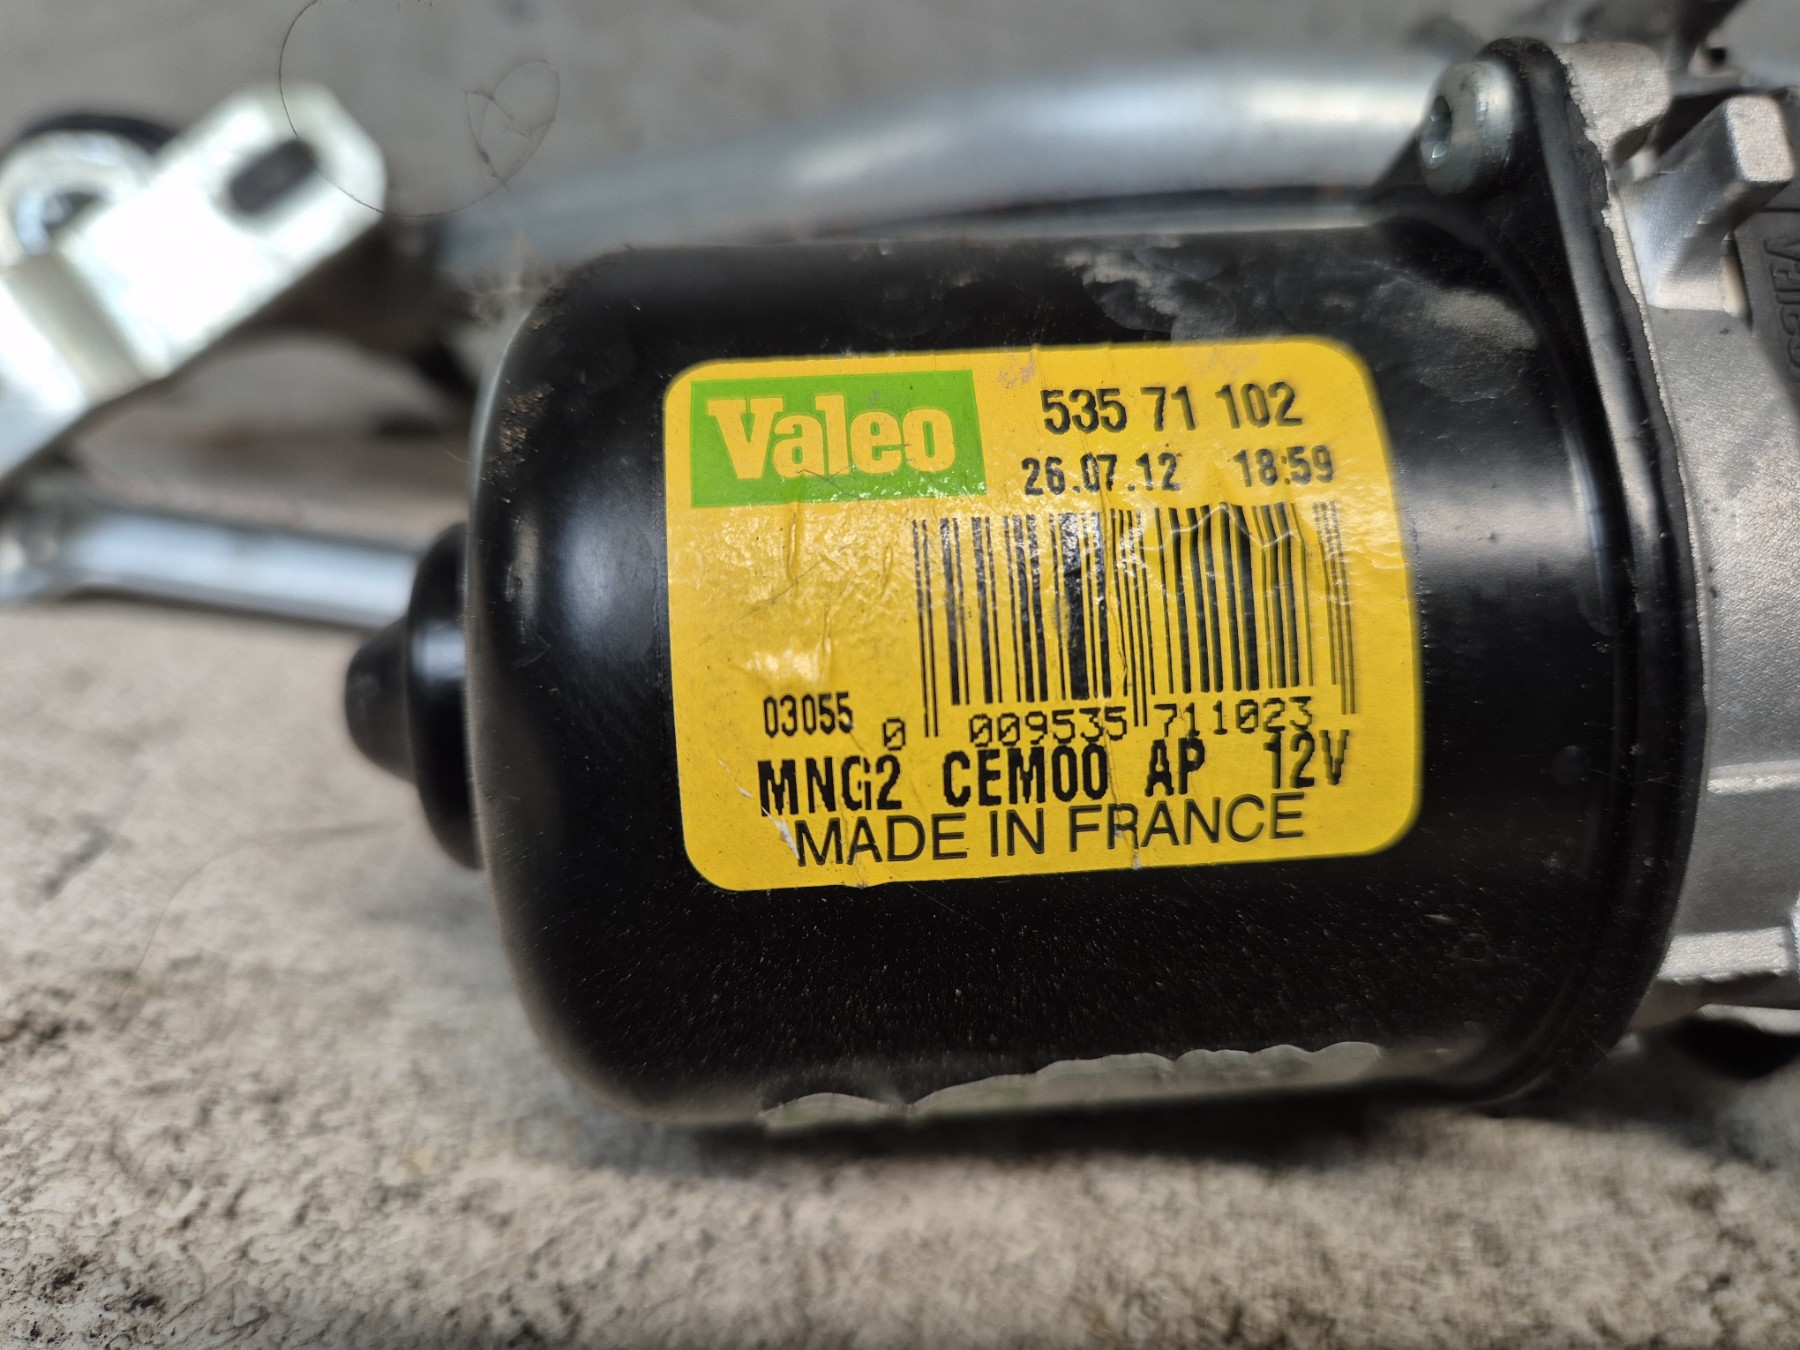 Valeo
535 71 102
26.07.12 18:59
03055
0 009535 711023
MNG2 CEM00 AP 12V
MADE IN FRANCE
Valeo